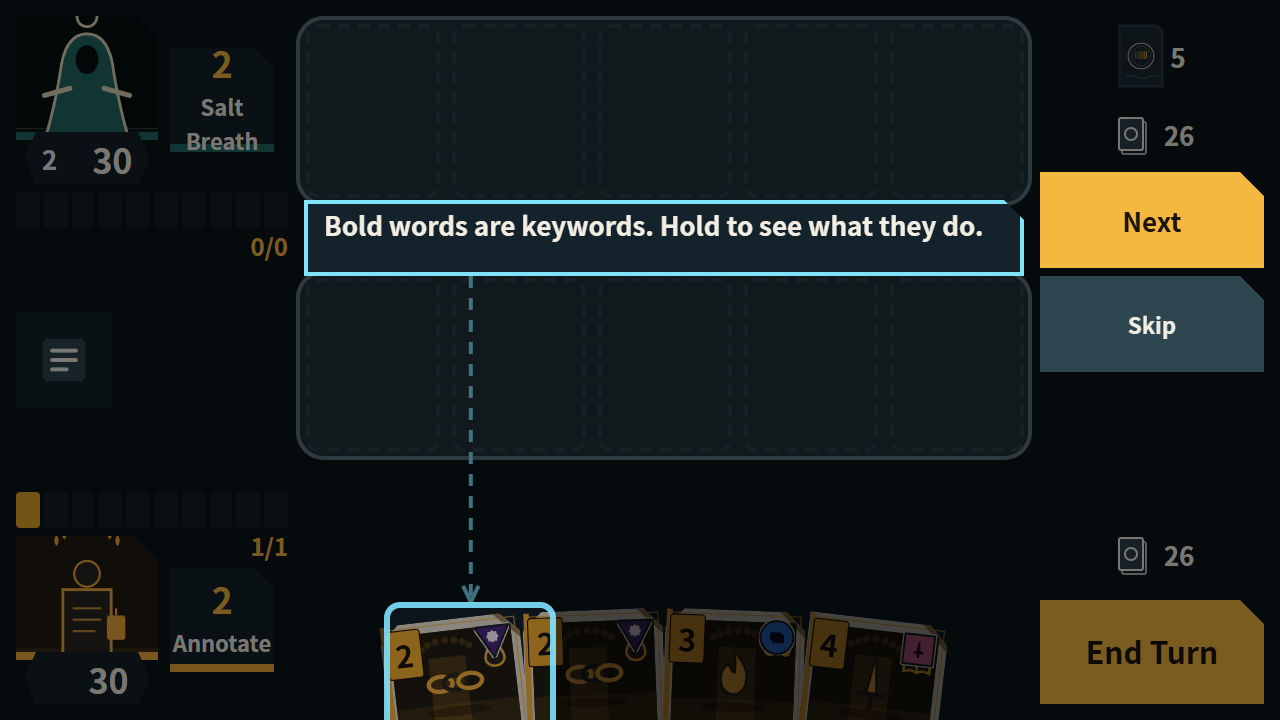 2
Salt
Breath
2 30
0/0
5
26
Bold words are keywords. Hold to see what they do.
Next
Skip
1/1
2
Annotate
30
2
2
3
4
26
End Turn